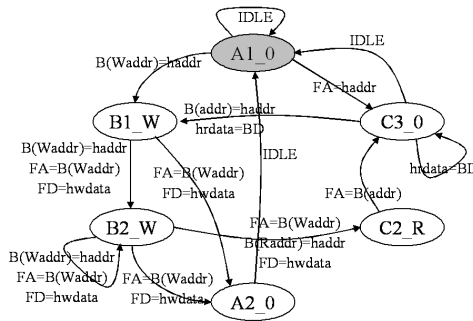 IDLE
A1_0
IDLE
B(Waddr)=haddr
FA=haddr
B(addr)=haddr
hrdata=BD
B1_W
C3_0
B(Waddr)=haddr
FA=B(Waddr)
FD=hwdata
FA=B(Waddr)
FD=hwdata
IDLE
hrdata=BD
FA=B(addr)
B2_W
C2_R
FA=B(Waddr)
B(Raddr)=haddr
FD=hwdata
B(Waddr)=haddr
FA=B(Waddr)
FD=hwdata
FA=B(Waddr)
FD=hwdata
A2_0